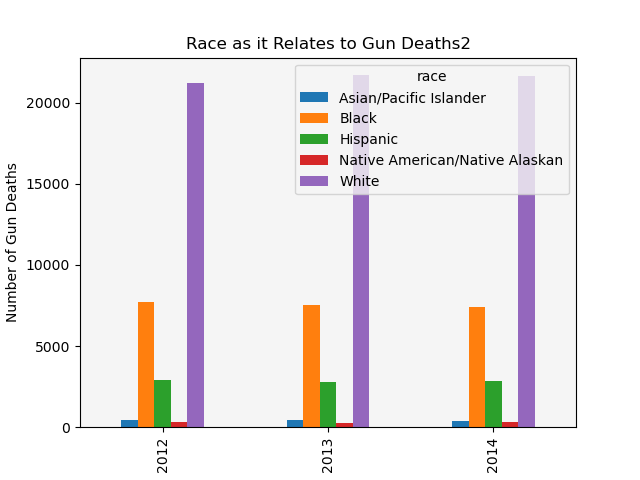 Race as it Relates to Gun Deaths2
race
Asian/Pacific Islander
Black
Hispanic
Native American/Native Alaskan
White
Number of Gun Deaths
20000
15000
10000
5000
0
2012
2013
2014